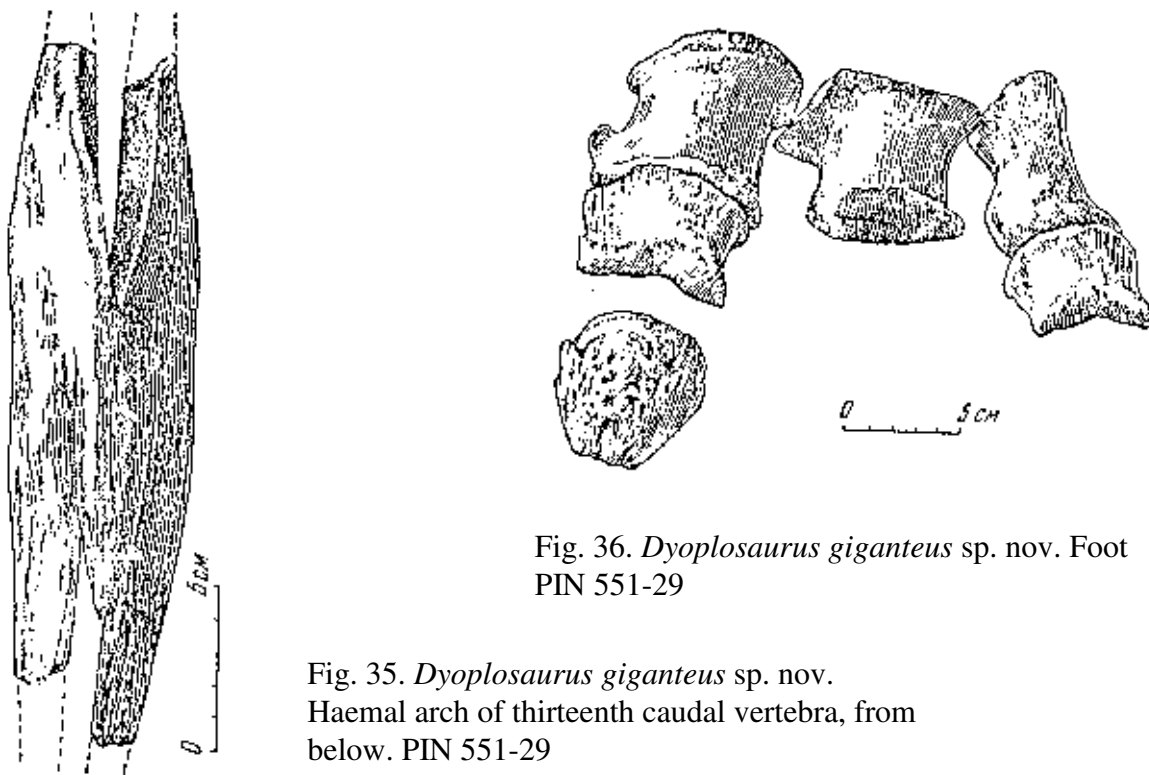 0 5 см
Fig. 36. Dyoplosaurus giganteus sp. nov. Foot
PIN 551-29
0 5 см
Fig. 35. Dyoplosaurus giganteus sp. nov.
Haemal arch of thirteenth caudal vertebra, from
below. PIN 551-29